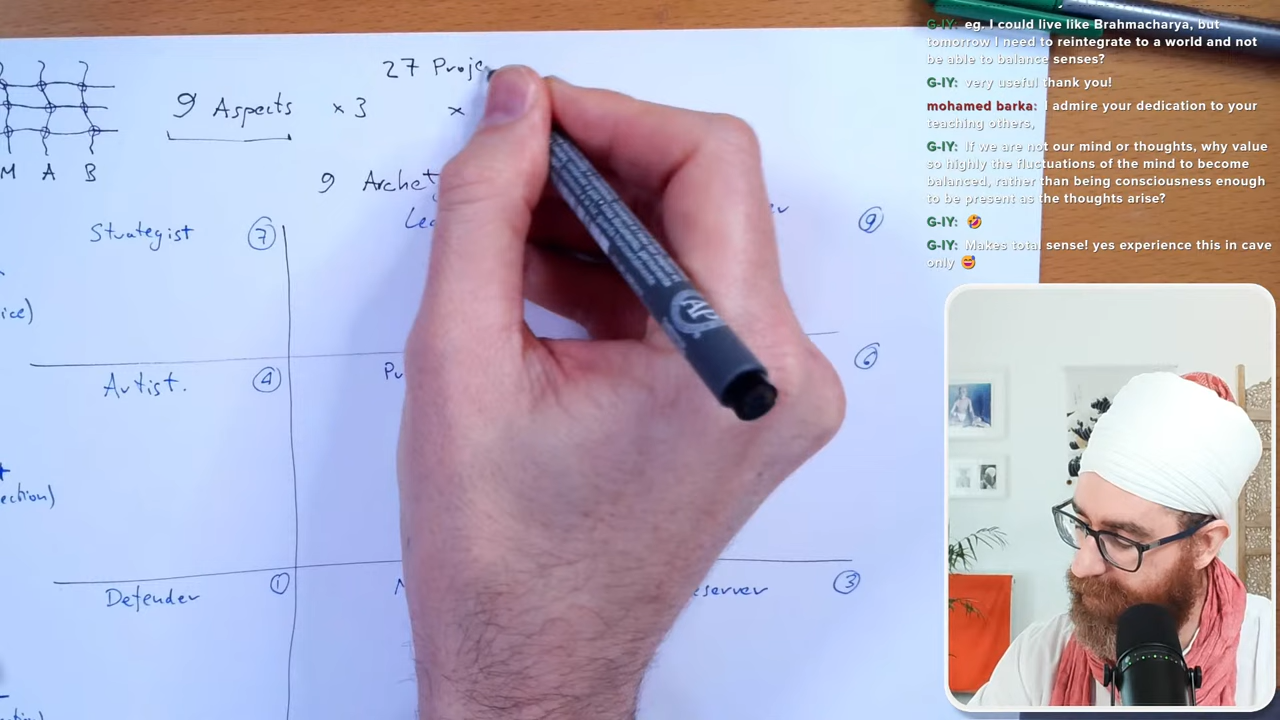 27 Proje
9 Aspects × 3 ×
9 Archet
M A B
Strategist 7
Lea
9
ice)
Artist. 4
Pu
6
ection)
Defender 1
eserver 3
eg. I could live like Brahmacharya, but
G-IY: tomorrow I need to reintegrate to a world and not
be able to balance senses?
G-IY: very useful thank you!
mohamed barka: I admire your dedication to your
teaching others,
G-IY: If we are not our mind or thoughts, why value
so highly the fluctuations of the mind to become
balanced, rather than being consciousness enough
to be present as the thoughts arise?
G-IY: 🤣
G-IY: Makes total sense! yes experience this in cave
only 😅